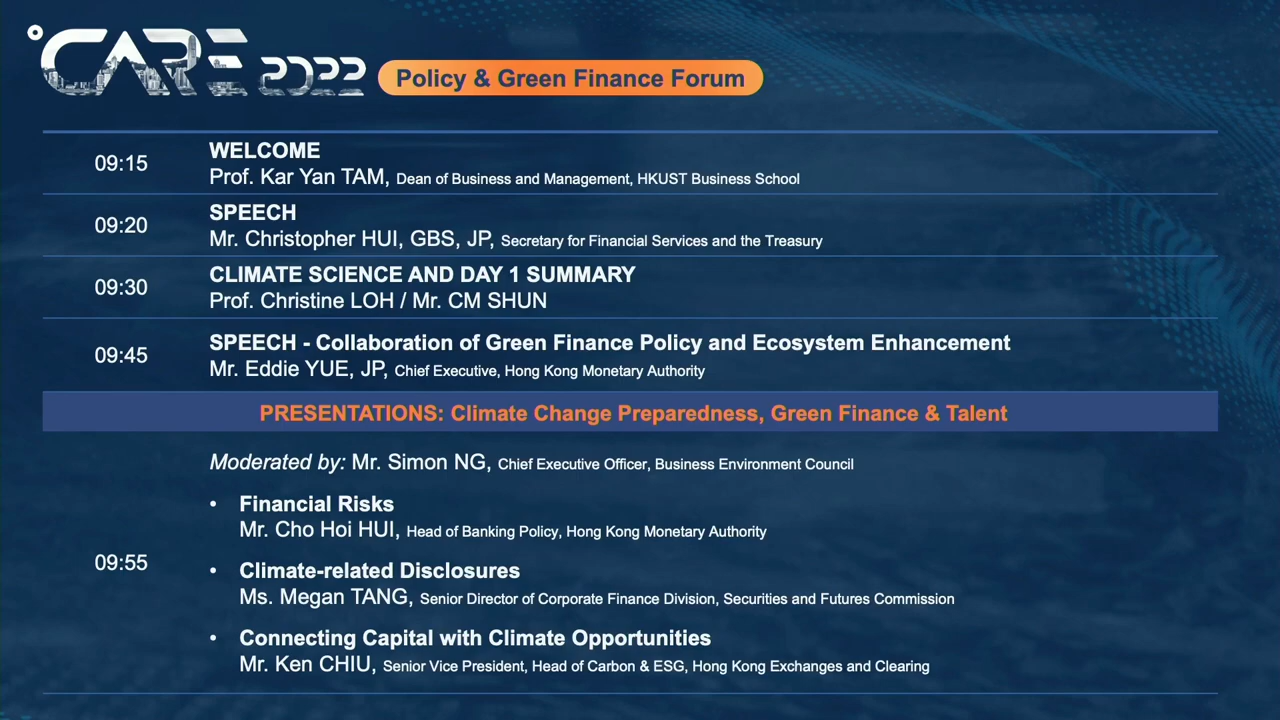 °CARE 2022
Policy & Green Finance Forum
09:15
WELCOME
Prof. Kar Yan TAM, Dean of Business and Management, HKUST Business School
09:20
SPEECH
Mr. Christopher HUI, GBS, JP, Secretary for Financial Services and the Treasury
09:30
CLIMATE SCIENCE AND DAY 1 SUMMARY
Prof. Christine LOH / Mr. CM SHUN
09:45
SPEECH - Collaboration of Green Finance Policy and Ecosystem Enhancement
Mr. Eddie YUE, JP, Chief Executive, Hong Kong Monetary Authority
PRESENTATIONS: Climate Change Preparedness, Green Finance & Talent
09:55
Moderated by: Mr. Simon NG, Chief Executive Officer, Business Environment Council
• Financial Risks
Mr. Cho Hoi HUI, Head of Banking Policy, Hong Kong Monetary Authority
• Climate-related Disclosures
Ms. Megan TANG, Senior Director of Corporate Finance Division, Securities and Futures Commission
• Connecting Capital with Climate Opportunities
Mr. Ken CHIU, Senior Vice President, Head of Carbon & ESG, Hong Kong Exchanges and Clearing